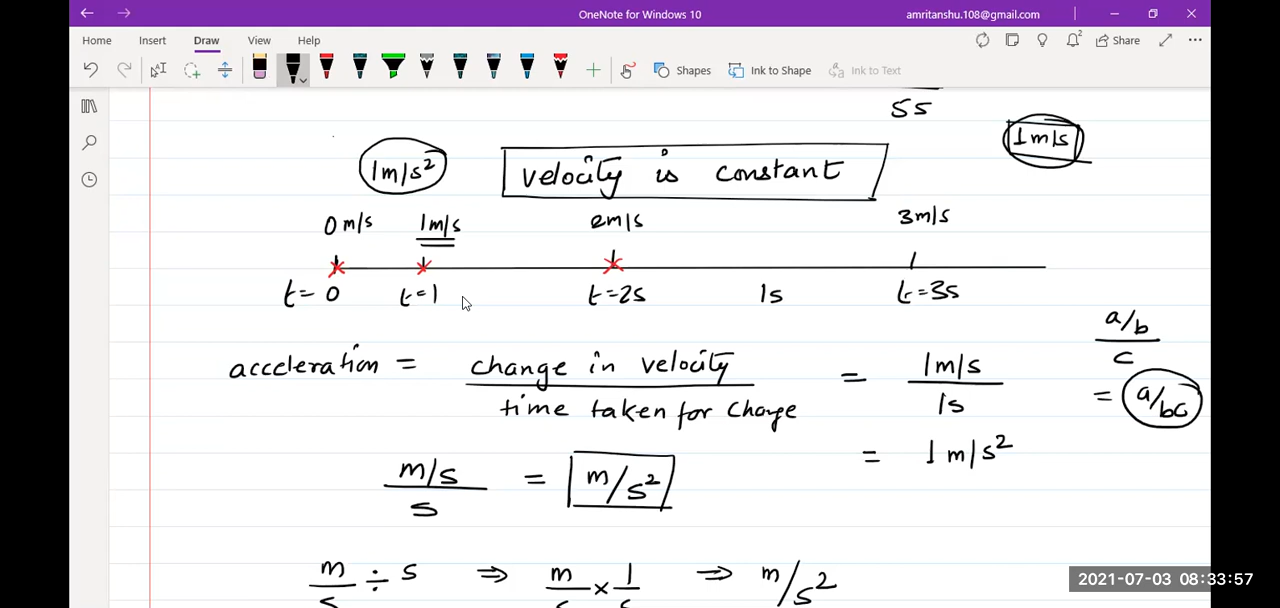 OneNote for Windows 10
amritanshu.108@gmail.com
Home Insert Draw View Help
Share
Shapes Ink to Shape Ink to Text
5s
1m/s
1m/s²
velocity is constant
0m/s 1m/s 2m/s 3m/s
t=0 t=1 t=2s 1s t=3s
a/b
c
= a/bc
acceleration = change in velocity = 1m/s
time taken for change 1s
= 1m/s²
m/s = m/s²
s
m ÷ s ⇒ m × 1 ⇒ m/s²
2021-07-03 08:33:57